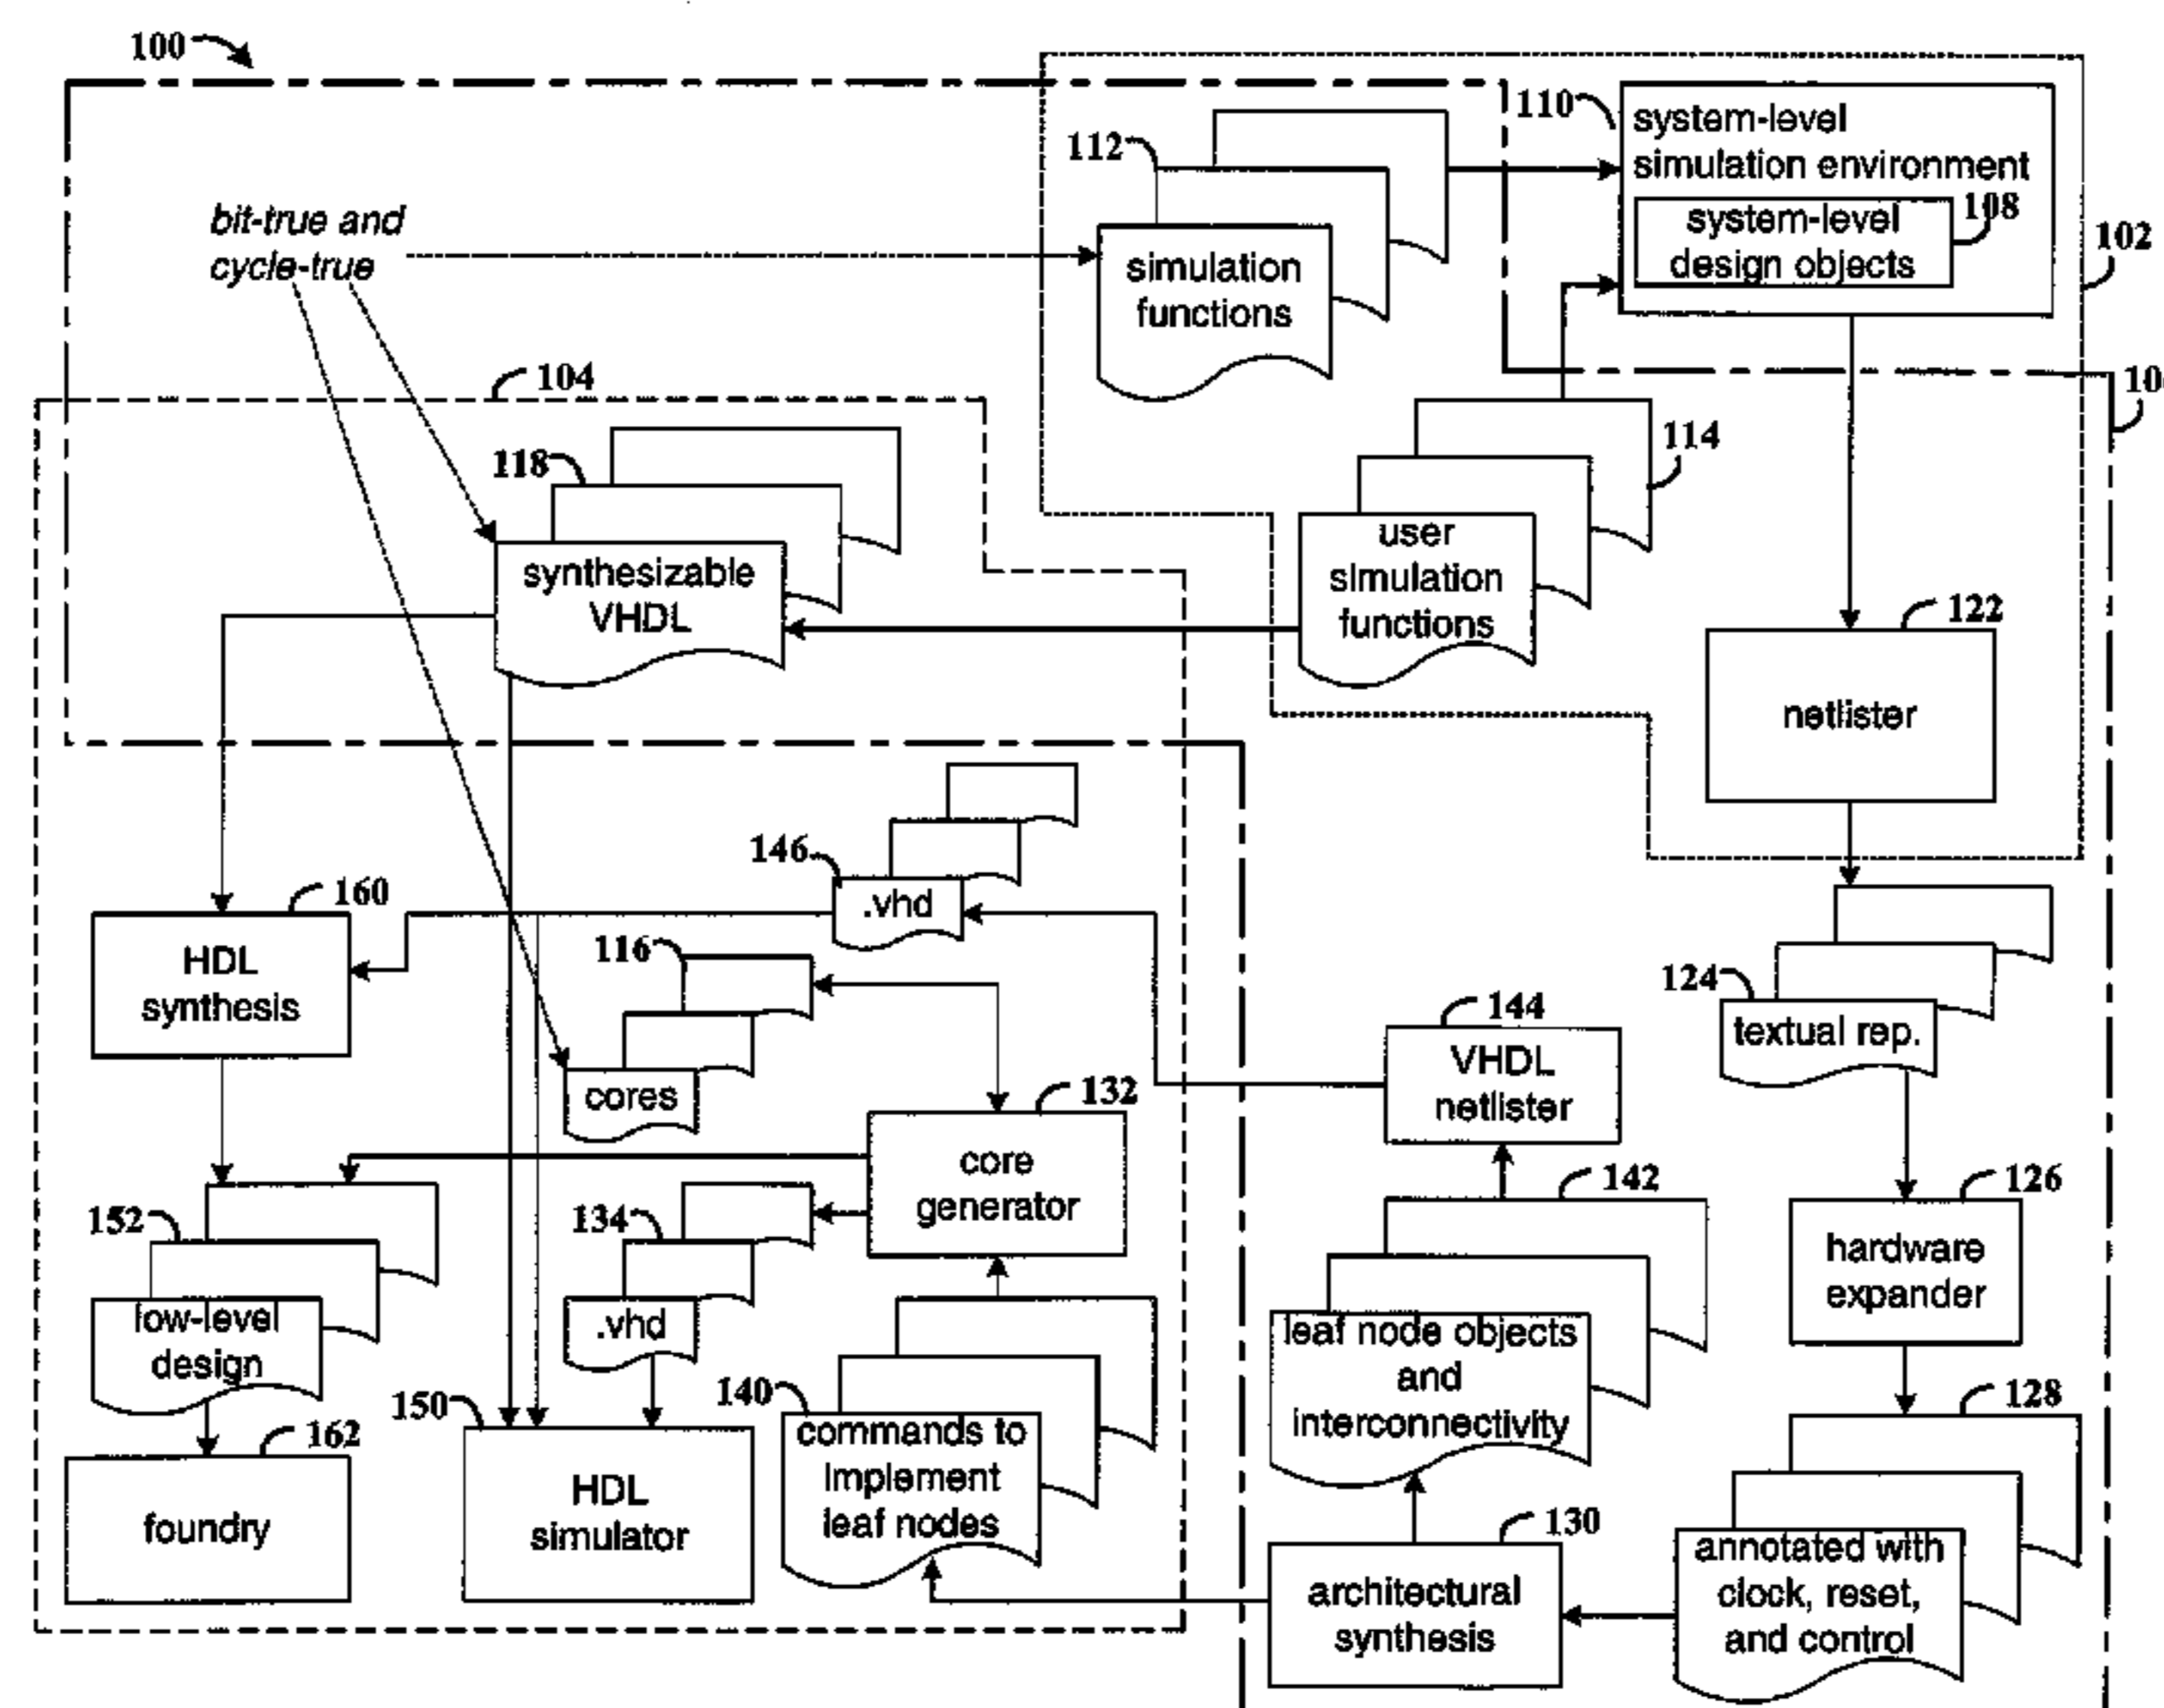 100
110
system-level
simulation environment
system-level
design objects
108
102
112
simulation
functions
bit-true and
cycle-true
104
10
114
118
synthesizable
VHDL
user
simulation
functions
122
netlister
146
.vhd
160
HDL
synthesis
116
cores
124
textual rep.
144
VHDL
netlister
132
core
generator
142
leaf node objects
and
interconnectivity
126
hardware
expander
152
low-level
design
134
.vhd
140
commands to
implement
leaf nodes
128
annotated with
clock, reset,
and control
150
HDL
simulator
162
foundry
130
architectural
synthesis